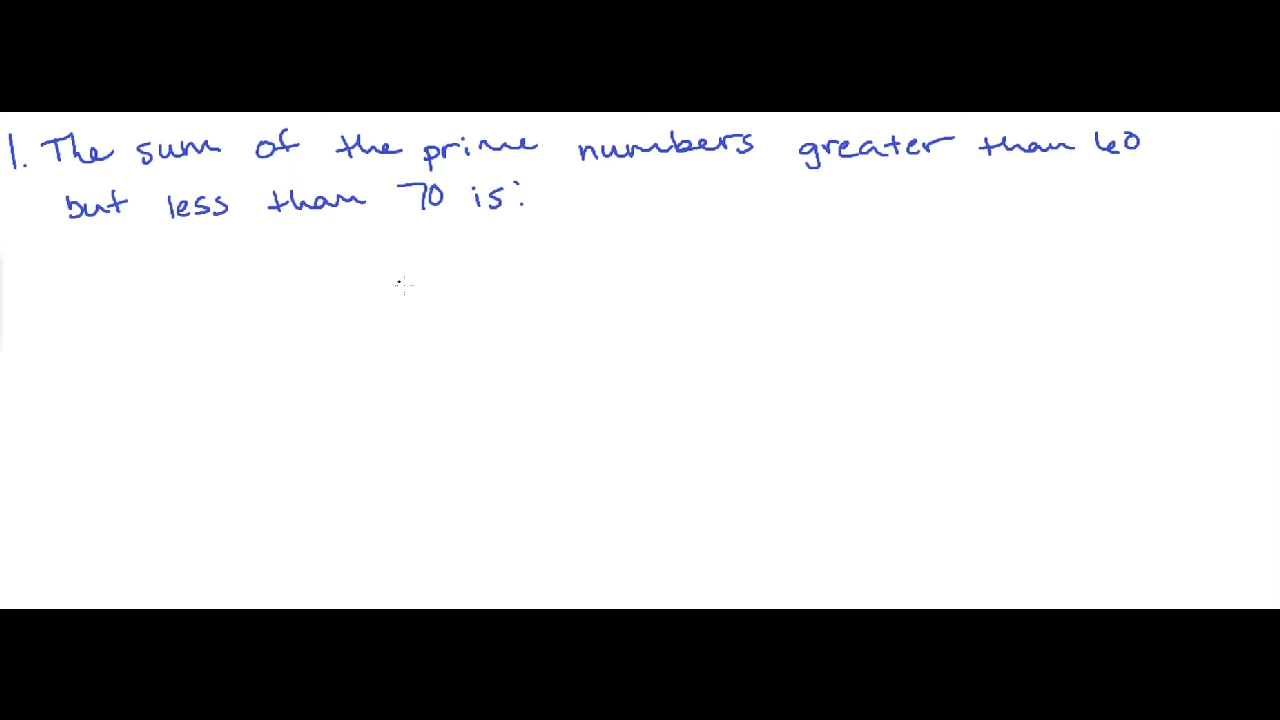 1. The sum of the prime numbers greater than 60
but less than 70 is: